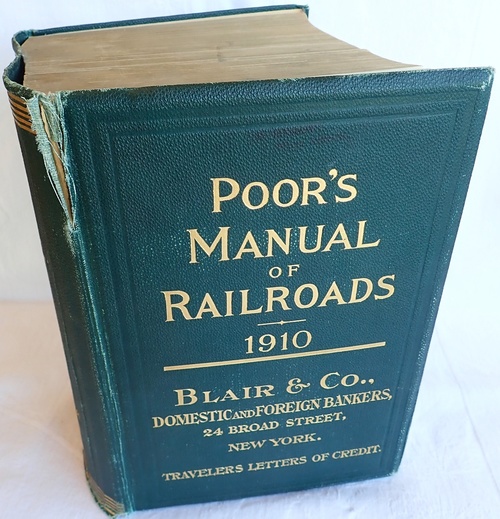 POOR'S
MANUAL
OF
RAILROADS
1910
BLAIR & CO.,
DOMESTIC AND FOREIGN BANKERS,
24 BROAD STREET,
NEW YORK.
TRAVELERS LETTERS OF CREDIT.